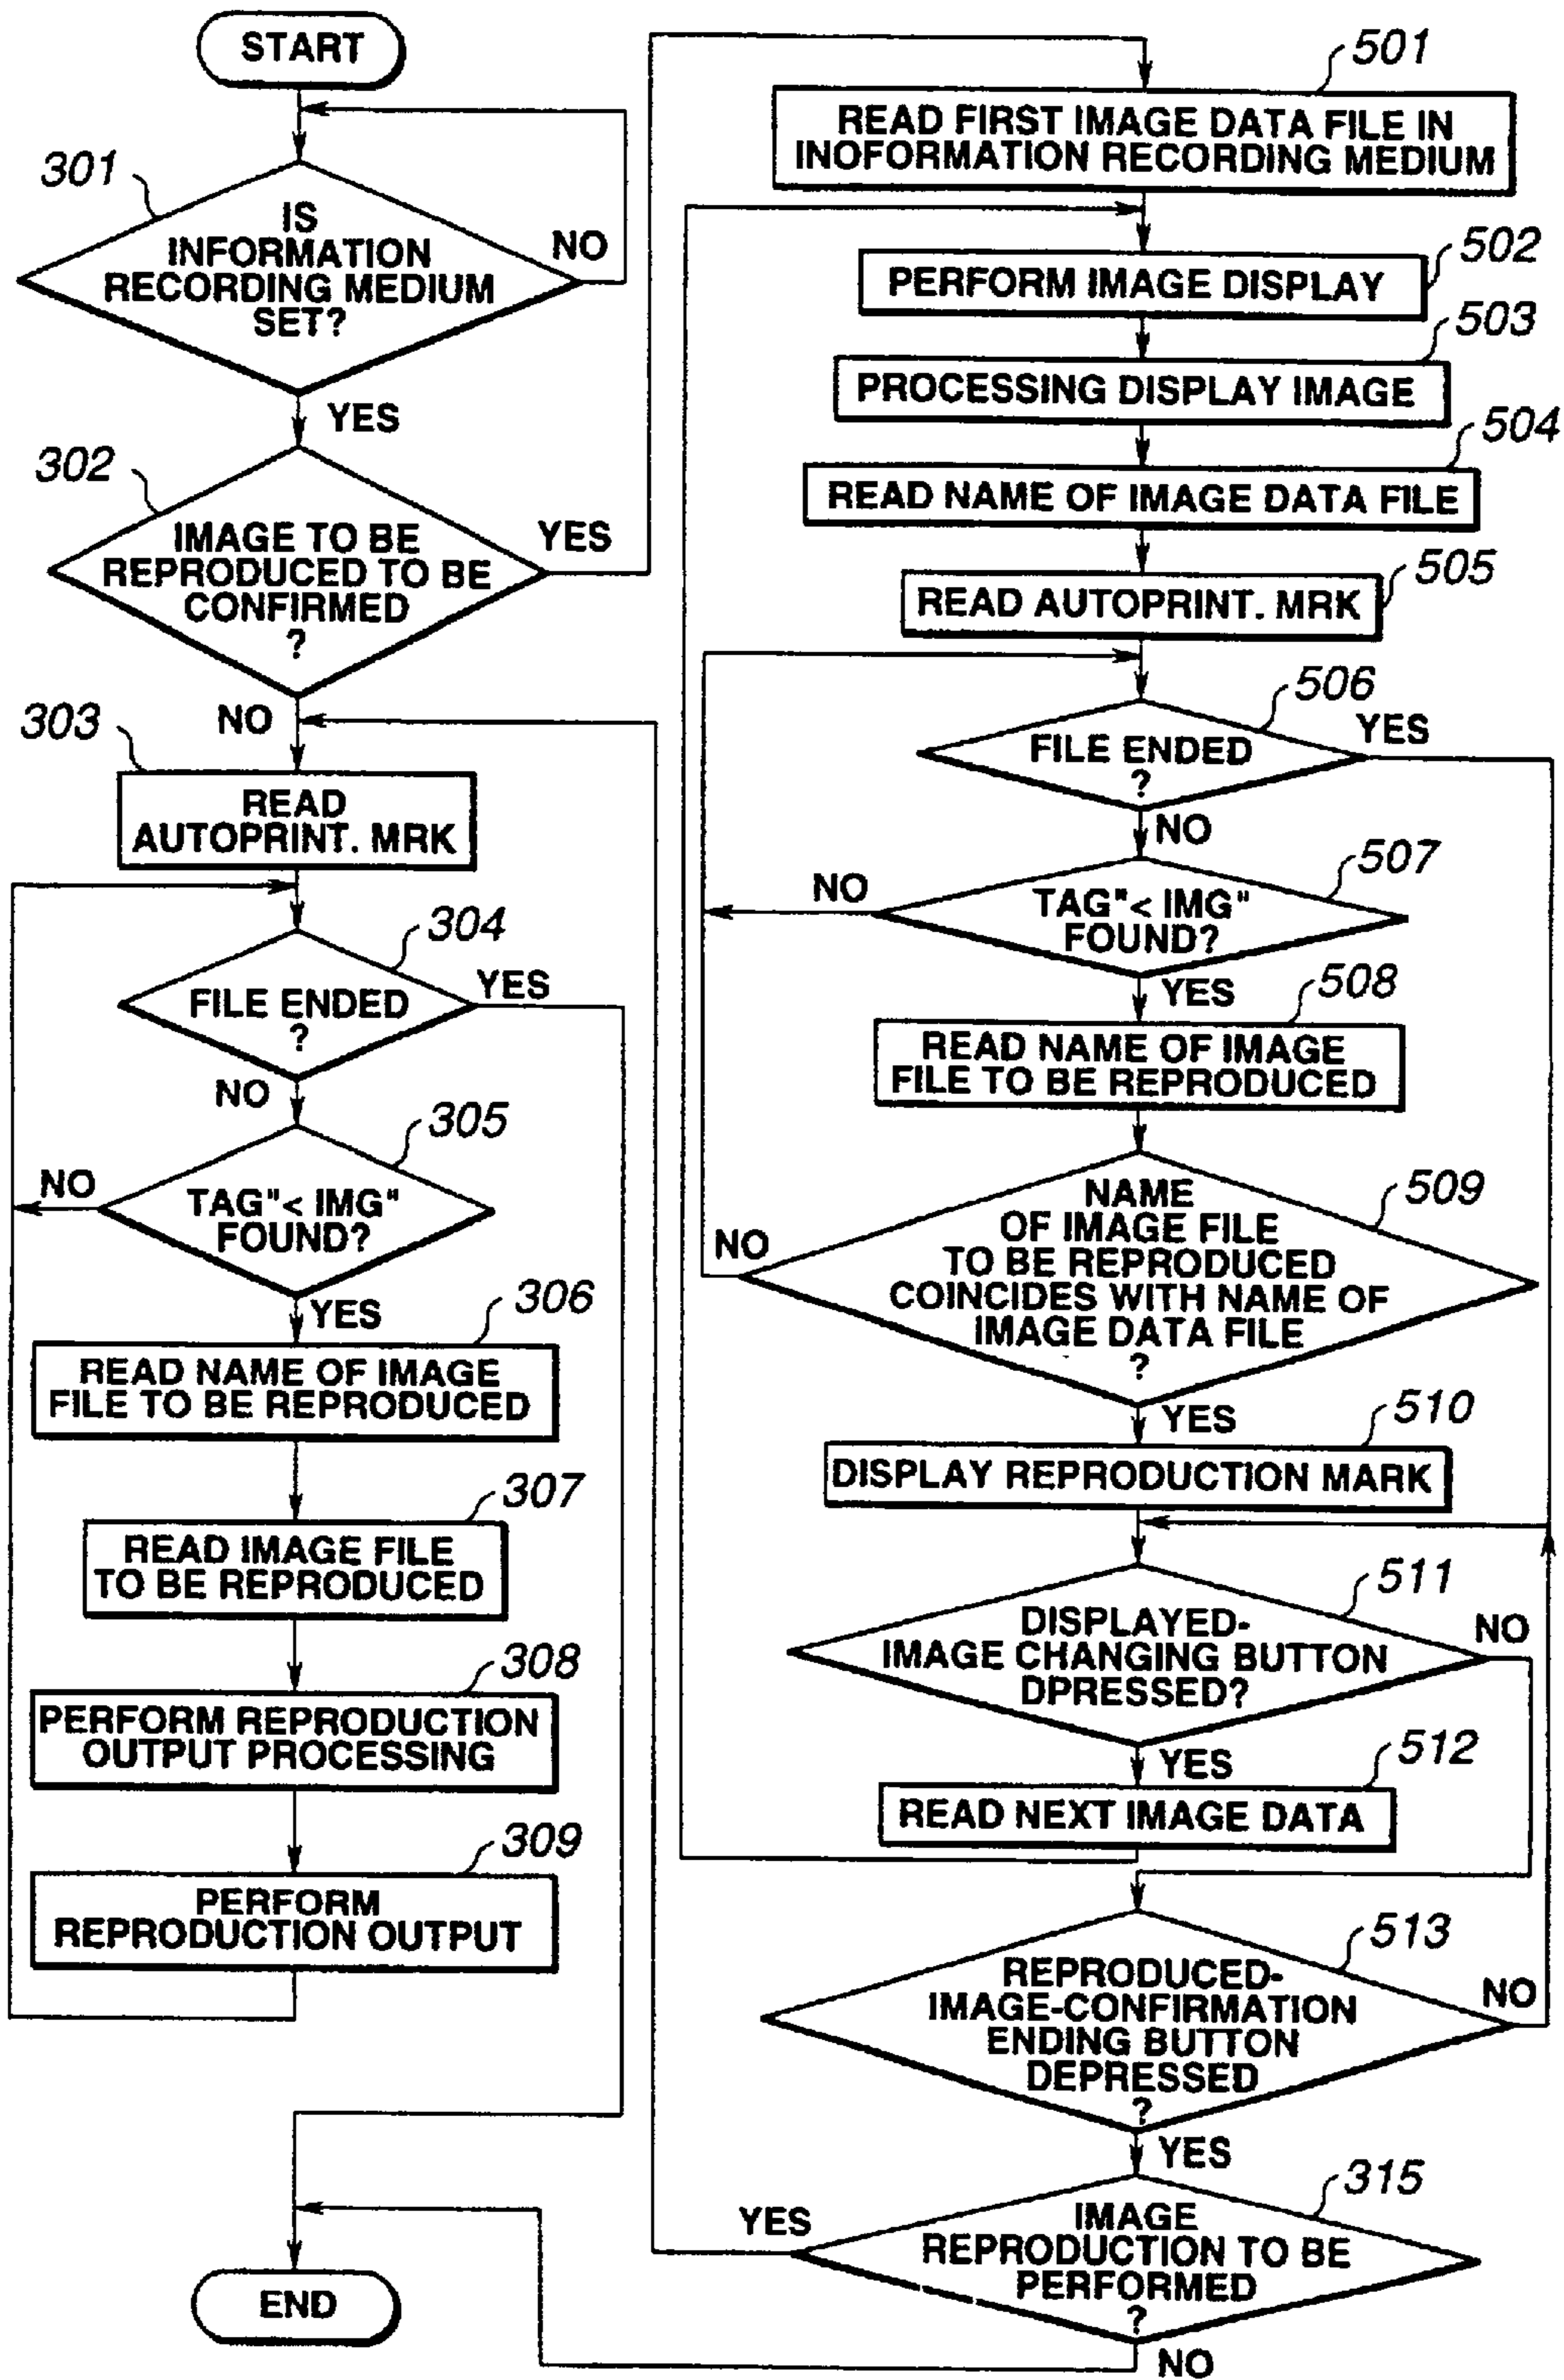 START
301
IS
INFORMATION
RECORDING MEDIUM
SET?
NO
YES
302
IMAGE TO BE
REPRODUCED TO BE
CONFIRMED
?
YES
NO
303
READ
AUTOPRINT. MRK
304
FILE ENDED
?
YES
NO
305
TAG"< IMG"
FOUND?
NO
YES
306
READ NAME OF IMAGE
FILE TO BE REPRODUCED
307
READ IMAGE FILE
TO BE REPRODUCED
308
PERFORM REPRODUCTION
OUTPUT PROCESSING
309
PERFORM
REPRODUCTION OUTPUT
END
501
READ FIRST IMAGE DATA FILE IN
INOFORMATION RECORDING MEDIUM
502
PERFORM IMAGE DISPLAY
503
PROCESSING DISPLAY IMAGE
504
READ NAME OF IMAGE DATA FILE
505
READ AUTOPRINT. MRK
506
FILE ENDED
?
YES
NO
507
TAG"< IMG"
FOUND?
NO
YES
508
READ NAME OF IMAGE
FILE TO BE REPRODUCED
509
NAME
OF IMAGE FILE
TO BE REPRODUCED
COINCIDES WITH NAME OF
IMAGE DATA FILE
?
NO
YES
510
DISPLAY REPRODUCTION MARK
511
DISPLAYED-
IMAGE CHANGING BUTTON
DPRESSED?
NO
YES
512
READ NEXT IMAGE DATA
513
REPRODUCED-
IMAGE-CONFIRMATION
ENDING BUTTON
DEPRESSED
?
NO
YES
315
IMAGE
REPRODUCTION TO BE
PERFORMED
?
YES
NO